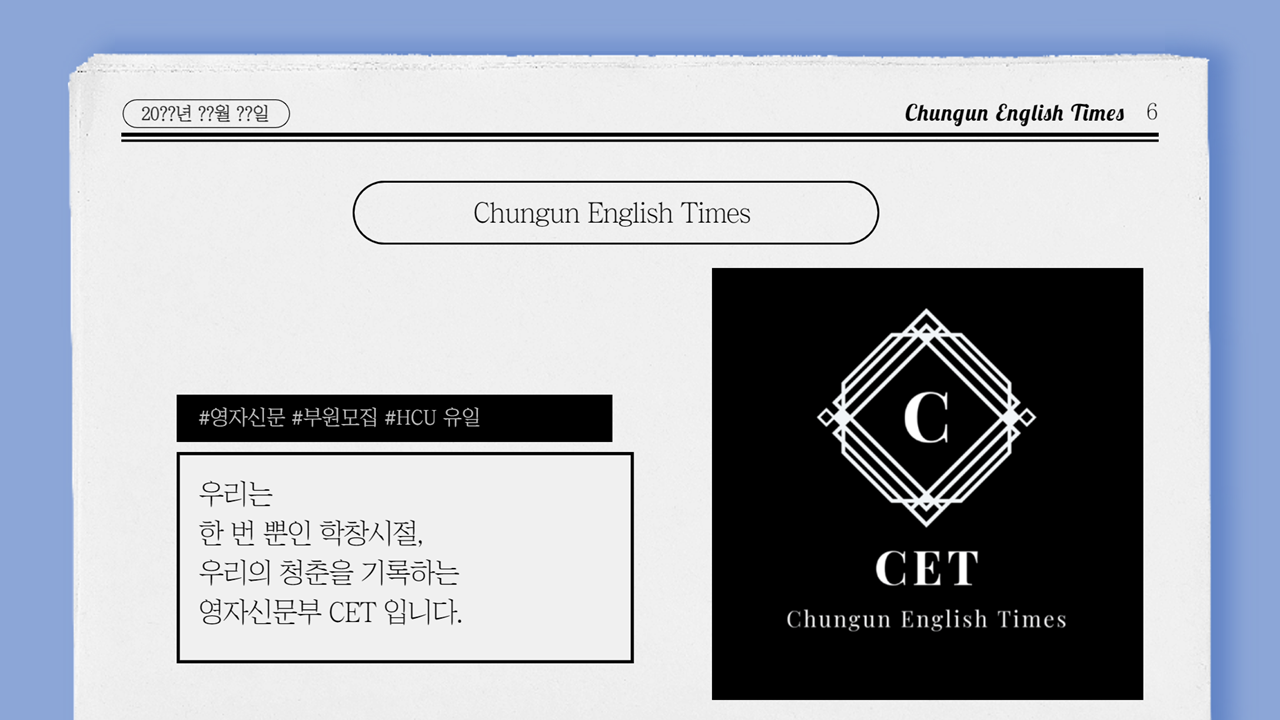 20??년 ??월 ??일
Chungun English Times 6
Chungun English Times
#영자신문 #부원모집 #HCU 유일
우리는
한 번 뿐인 학창시절,
우리의 청춘을 기록하는
영자신문부 CET 입니다.
C
CET
Chungun English Times